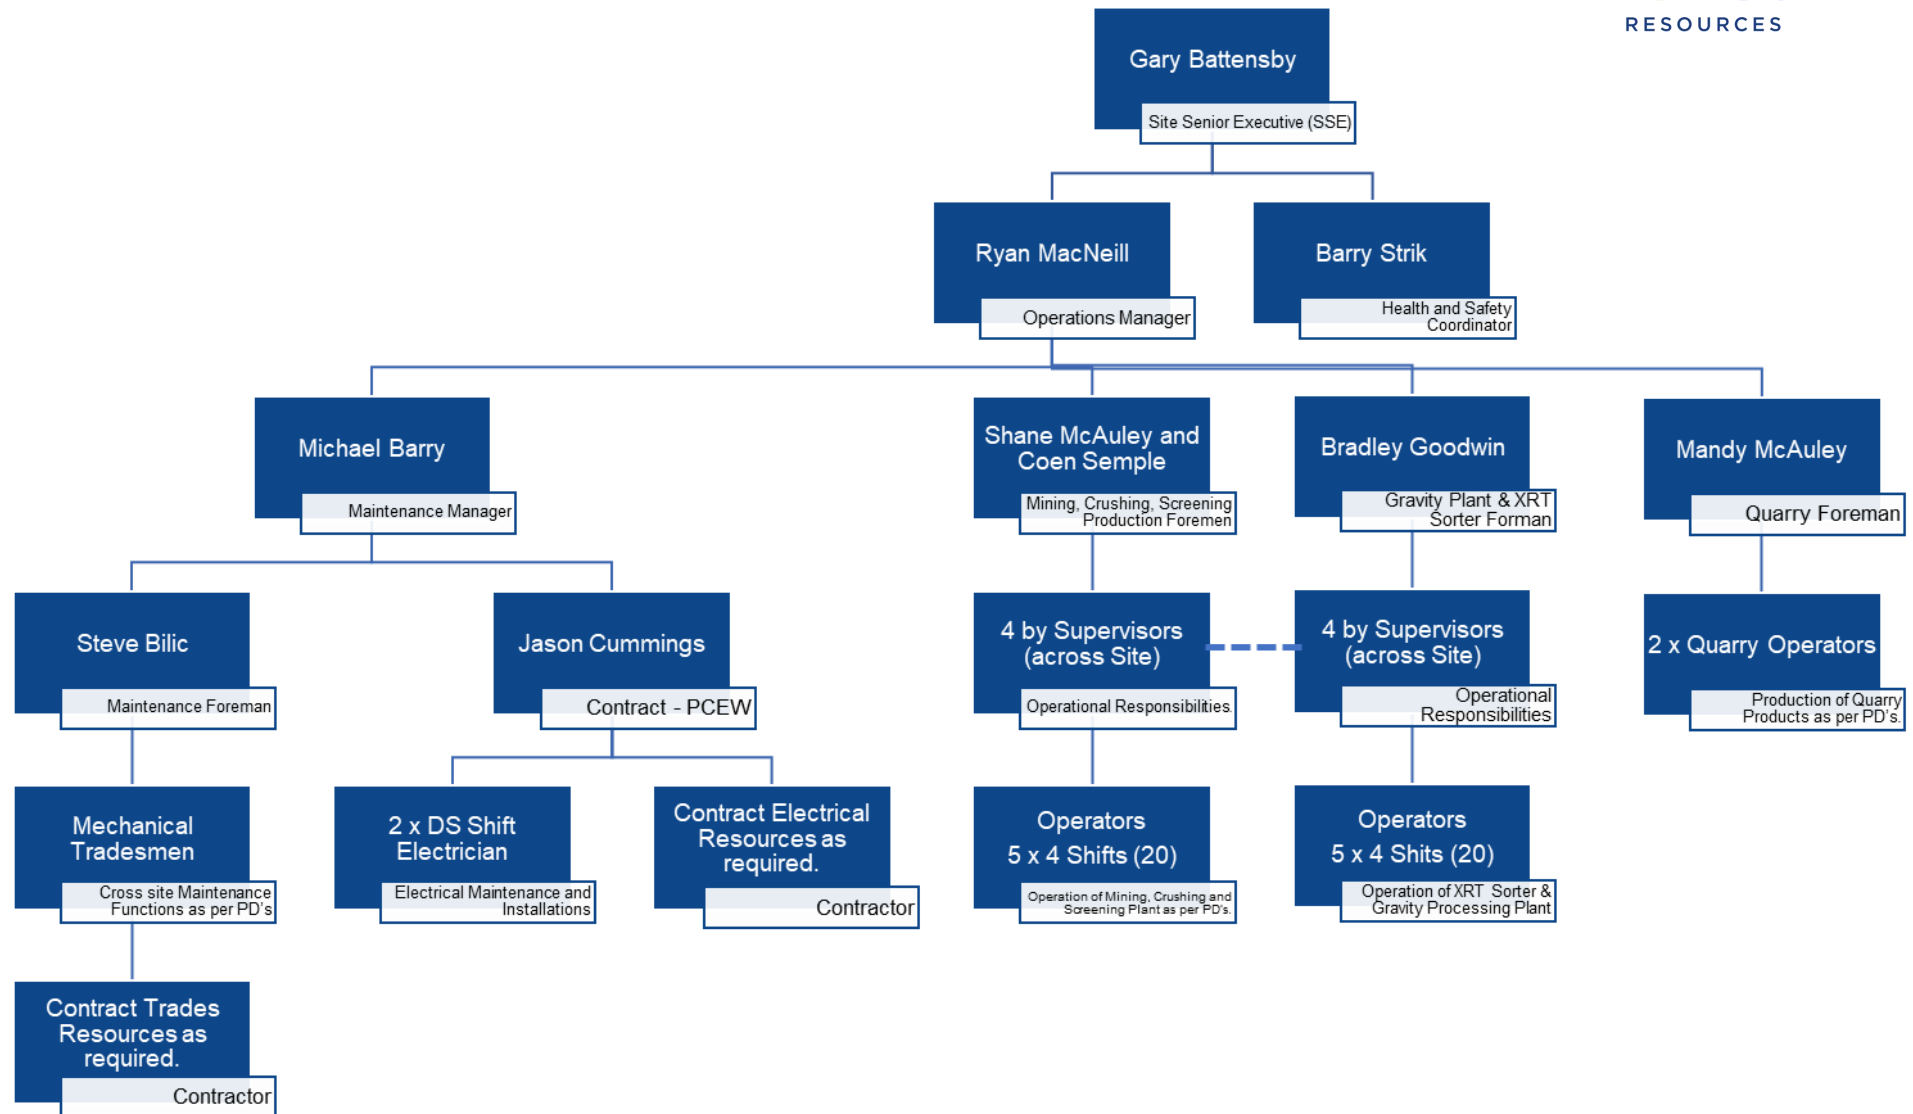 RESOURCES
Gary Battensby
Site Senior Executive (SSE)
Ryan MacNeill
Operations Manager
Barry Strik
Health and Safety
Coordinator
Michael Barry
Maintenance Manager
Shane McAuley and
Coen Semple
Mining, Crushing, Screening
Production Foremen
Bradley Goodwin
Gravity Plant & XRT
Sorter Forman
Mandy McAuley
Quarry Foreman
Steve Bilic
Maintenance Foreman
Jason Cummings
Contract - PCEW
4 by Supervisors
(across Site)
Operational Responsibilities.
4 by Supervisors
(across Site)
Operational
Responsibilities
2 x Quarry Operators
Production of Quarry
Products as per PD's.
Mechanical
Tradesmen
Cross site Maintenance
Functions as per PD's
2 x DS Shift
Electrician
Electrical Maintenance and
Installations
Contract Electrical
Resources as
required.
Contractor
Operators
5 x 4 Shifts (20)
Operation of Mining, Crushing and
Screening Plant as per PD's.
Operators
5 x 4 Shits (20)
Operation of XRT Sorter &
Gravity Processing Plant
Contract Trades
Resources as
required.
Contractor